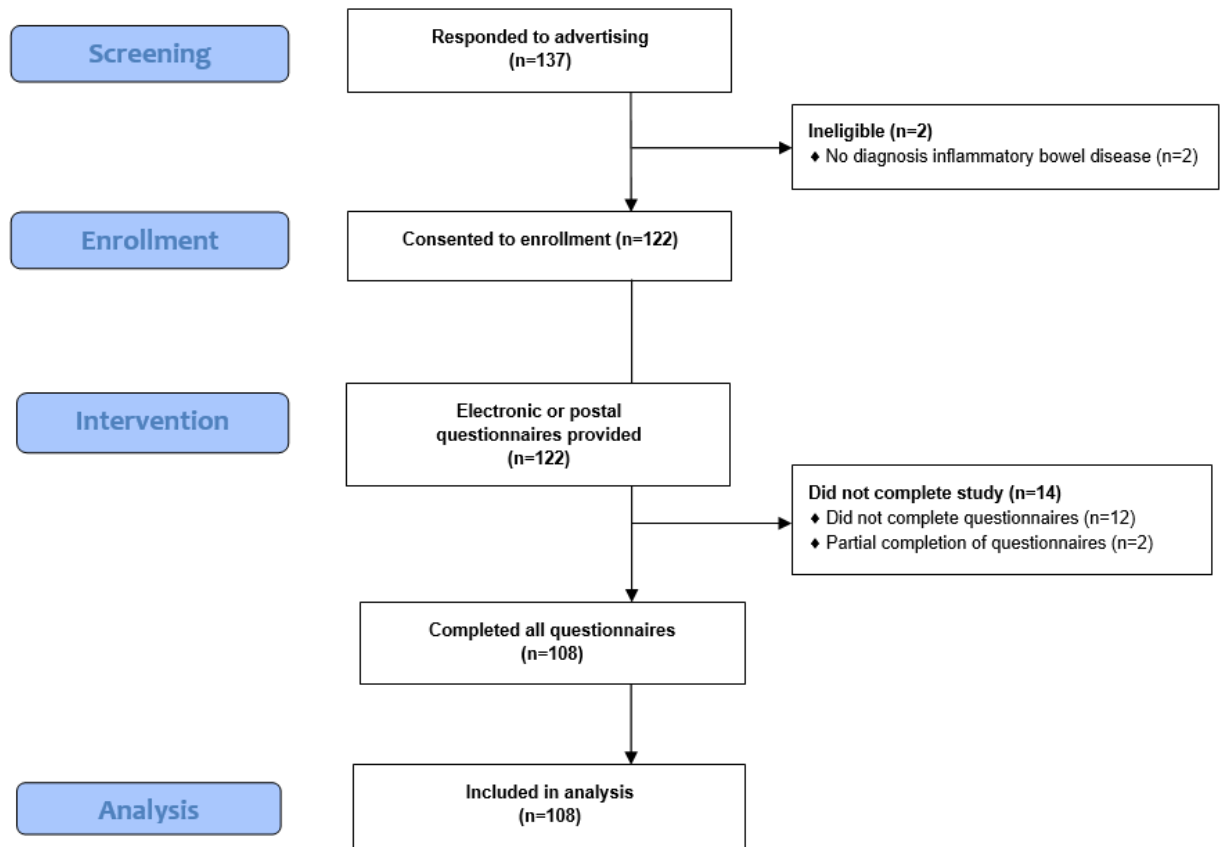 Screening
Responded to advertising
(n=137)
Ineligible (n=2)
♦ No diagnosis inflammatory bowel disease (n=2)
Enrollment
Consented to enrollment (n=122)
Intervention
Electronic or postal
questionnaires provided
(n=122)
Did not complete study (n=14)
♦ Did not complete questionnaires (n=12)
♦ Partial completion of questionnaires (n=2)
Completed all questionnaires
(n=108)
Analysis
Included in analysis
(n=108)